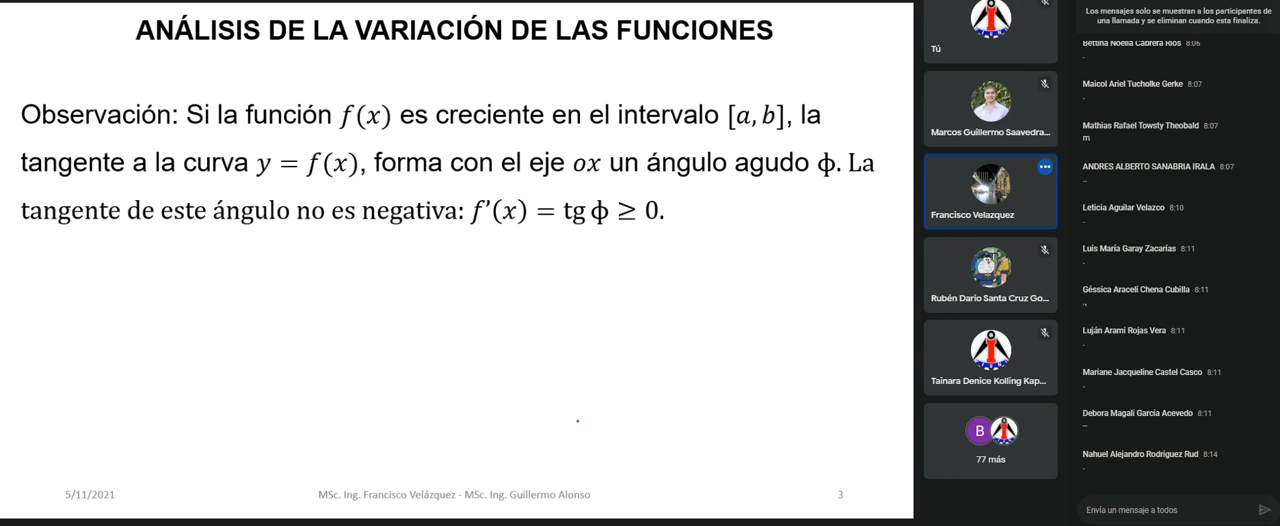 ANÁLISIS DE LA VARIACIÓN DE LAS FUNCIONES
Observación: Si la función f(x) es creciente en el intervalo [a, b], la
tangente a la curva y = f(x), forma con el eje ox un ángulo agudo ϕ. La
tangente de este ángulo no es negativa: f’(x) = tg ϕ ≥ 0.
5/11/2021
MSc. Ing. Francisco Velázquez - MSc. Ing. Guillermo Alonso
3
Tú
Marcos Guillermo Saavedra...
Francisco Velazquez
Rubén Dario Santa Cruz Go...
Tainara Denice Kolling Kap...
B
77 más
Los mensajes solo se muestran a los participantes de
una llamada y se eliminan cuando esta finaliza.
Bettina Noelia Cabrera Rios 8:06
.
Maicol Ariel Tucholke Gerke 8:07
.
Mathias Rafael Towsty Theobald 8:07
m
ANDRES ALBERTO SANABRIA IRALA 8:07
..
Leticia Aguilar Velazco 8:10
.
Luis María Garay Zacarías 8:11
.
Géssica Araceli Chena Cubilla 8:11
.,
Luján Arami Rojas Vera 8:11
.
Mariane Jacqueline Castel Casco 8:11
.
Debora Magali Garcia Acevedo 8:11
--
Nahuel Alejandro Rodriguez Rud 8:14
.
Envía un mensaje a todos